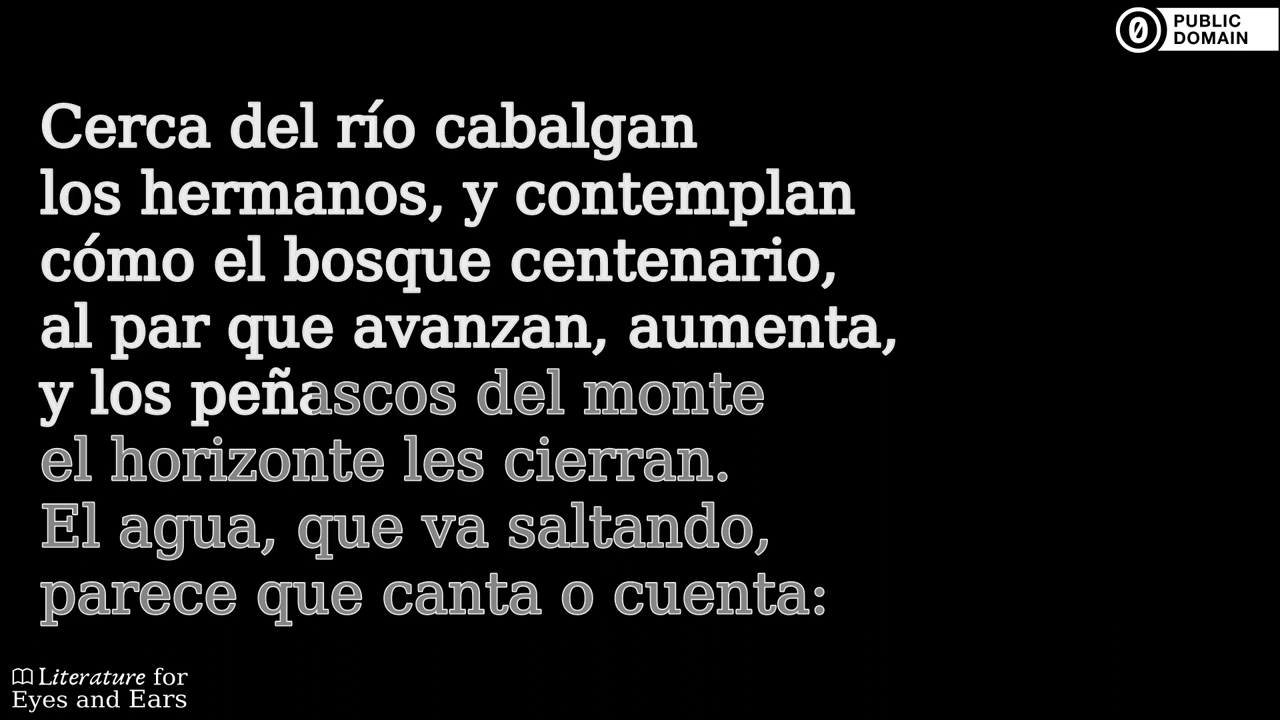 PUBLIC
DOMAIN
Cerca del río cabalgan
los hermanos, y contemplan
cómo el bosque centenario,
al par que avanzan, aumenta,
y los peñascos del monte
el horizonte les cierran.
El agua, que va saltando,
parece que canta o cuenta:
Literature for
Eyes and Ears